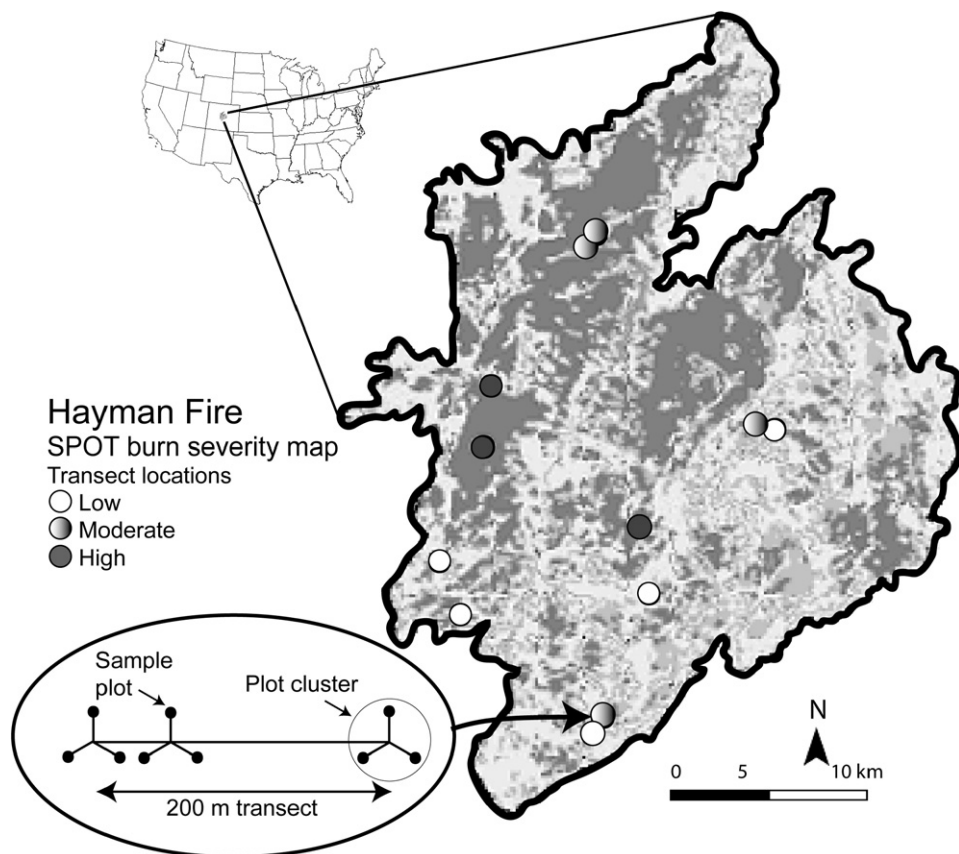 Hayman Fire
SPOT burn severity map
Transect locations
Low
Moderate
High
Sample
plot
Plot cluster
200 m transect
N
0 5 10 km